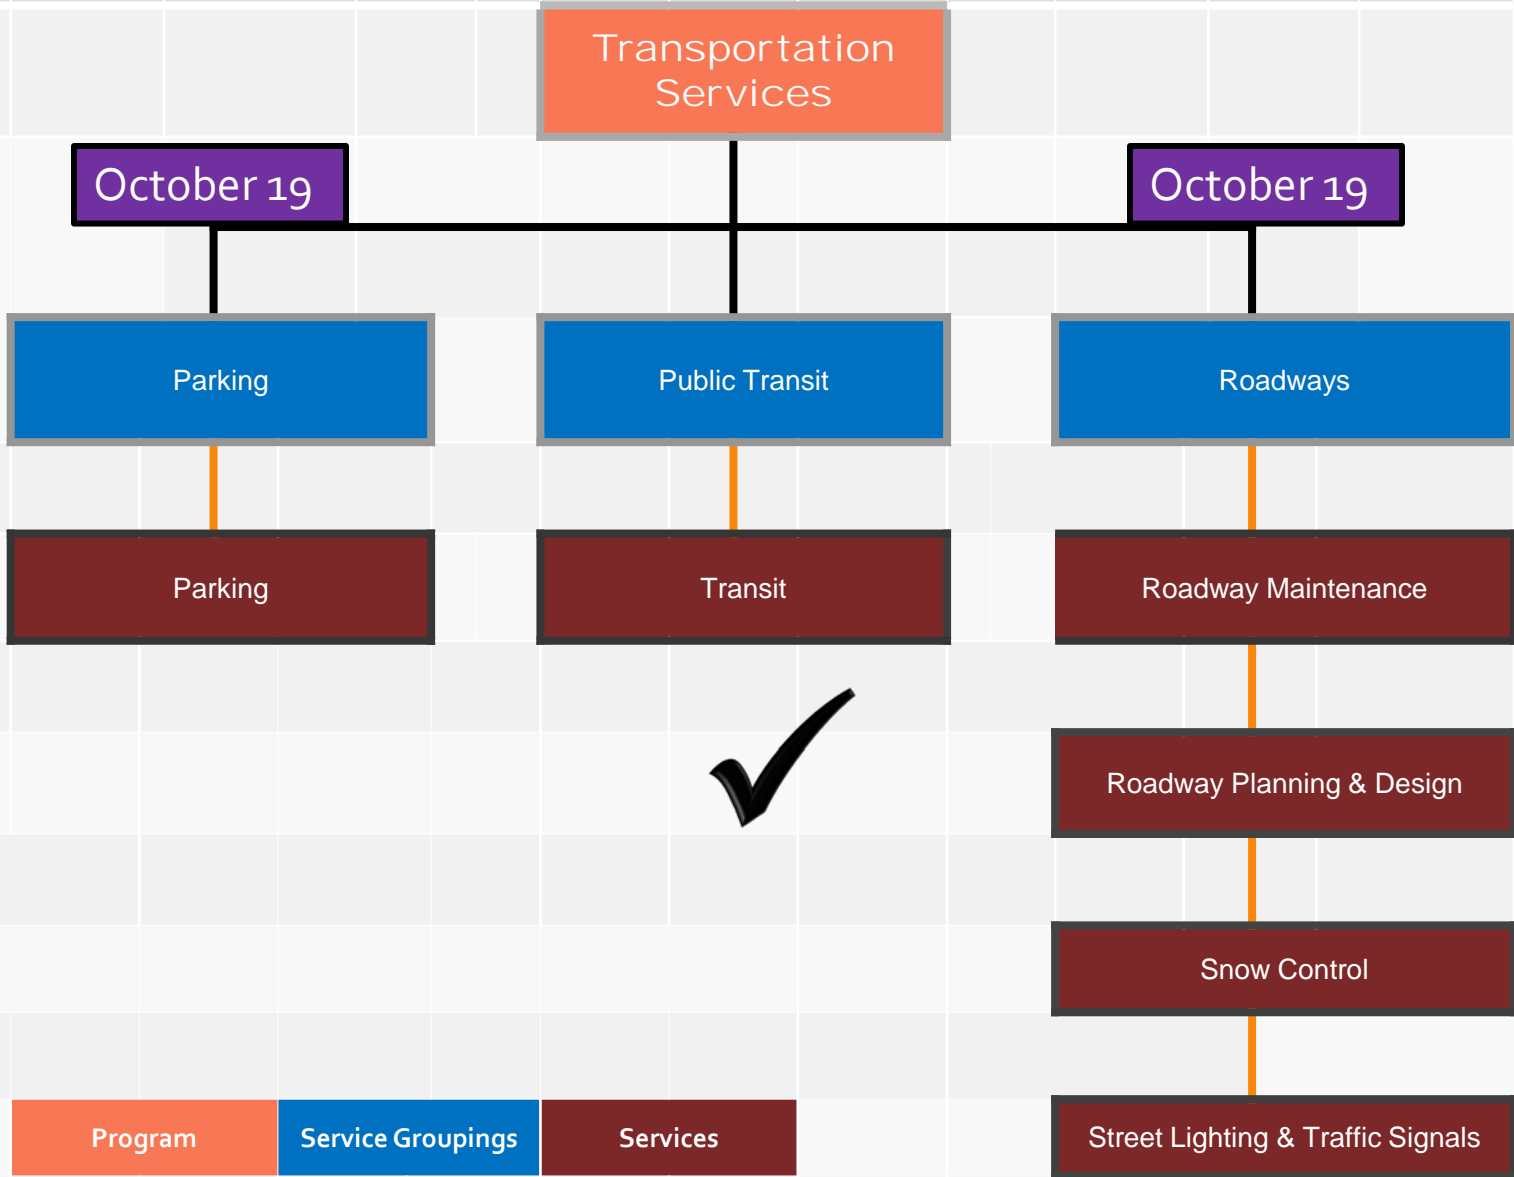 Transportation
Services
October 19
October 19
Parking
Public Transit
Roadways
Parking
Transit
Roadway Maintenance
Roadway Planning & Design
Snow Control
Program
Service Groupings
Services
Street Lighting & Traffic Signals